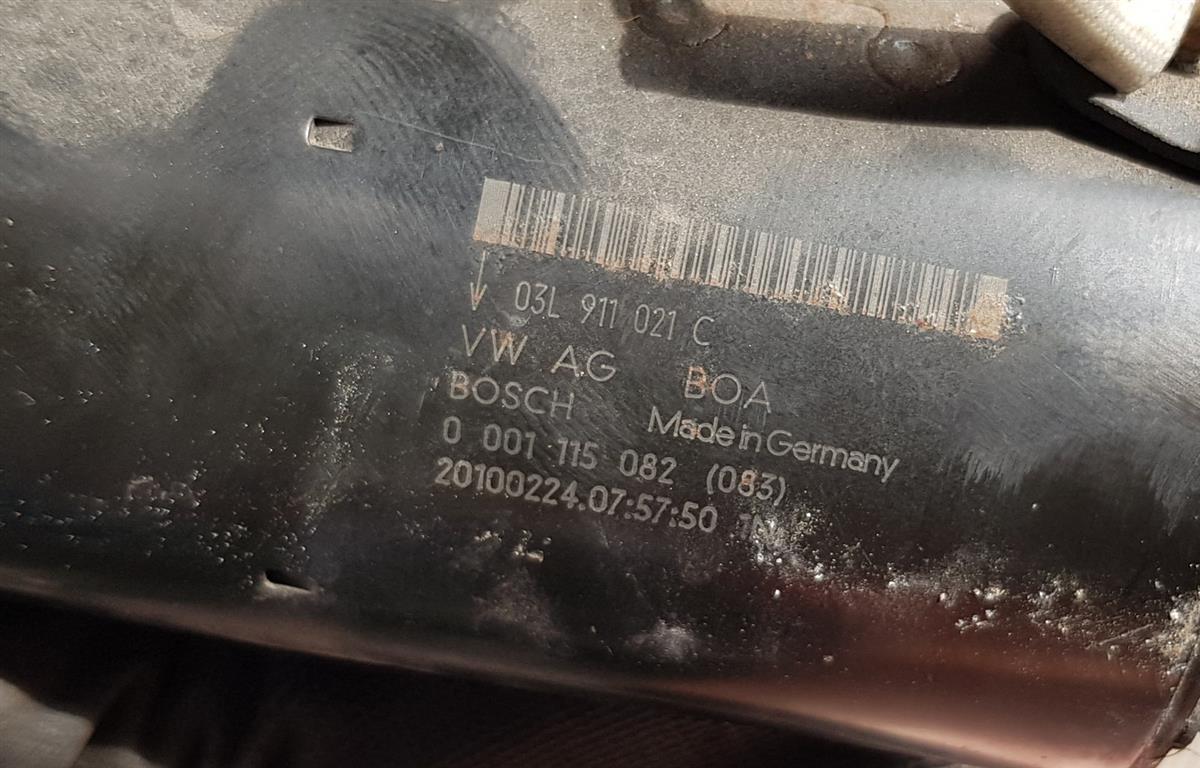 03L 911 021 C
VW AG BOA
BOSCH Made in Germany
0 001 115 082 (083)
20100224.07:57:50